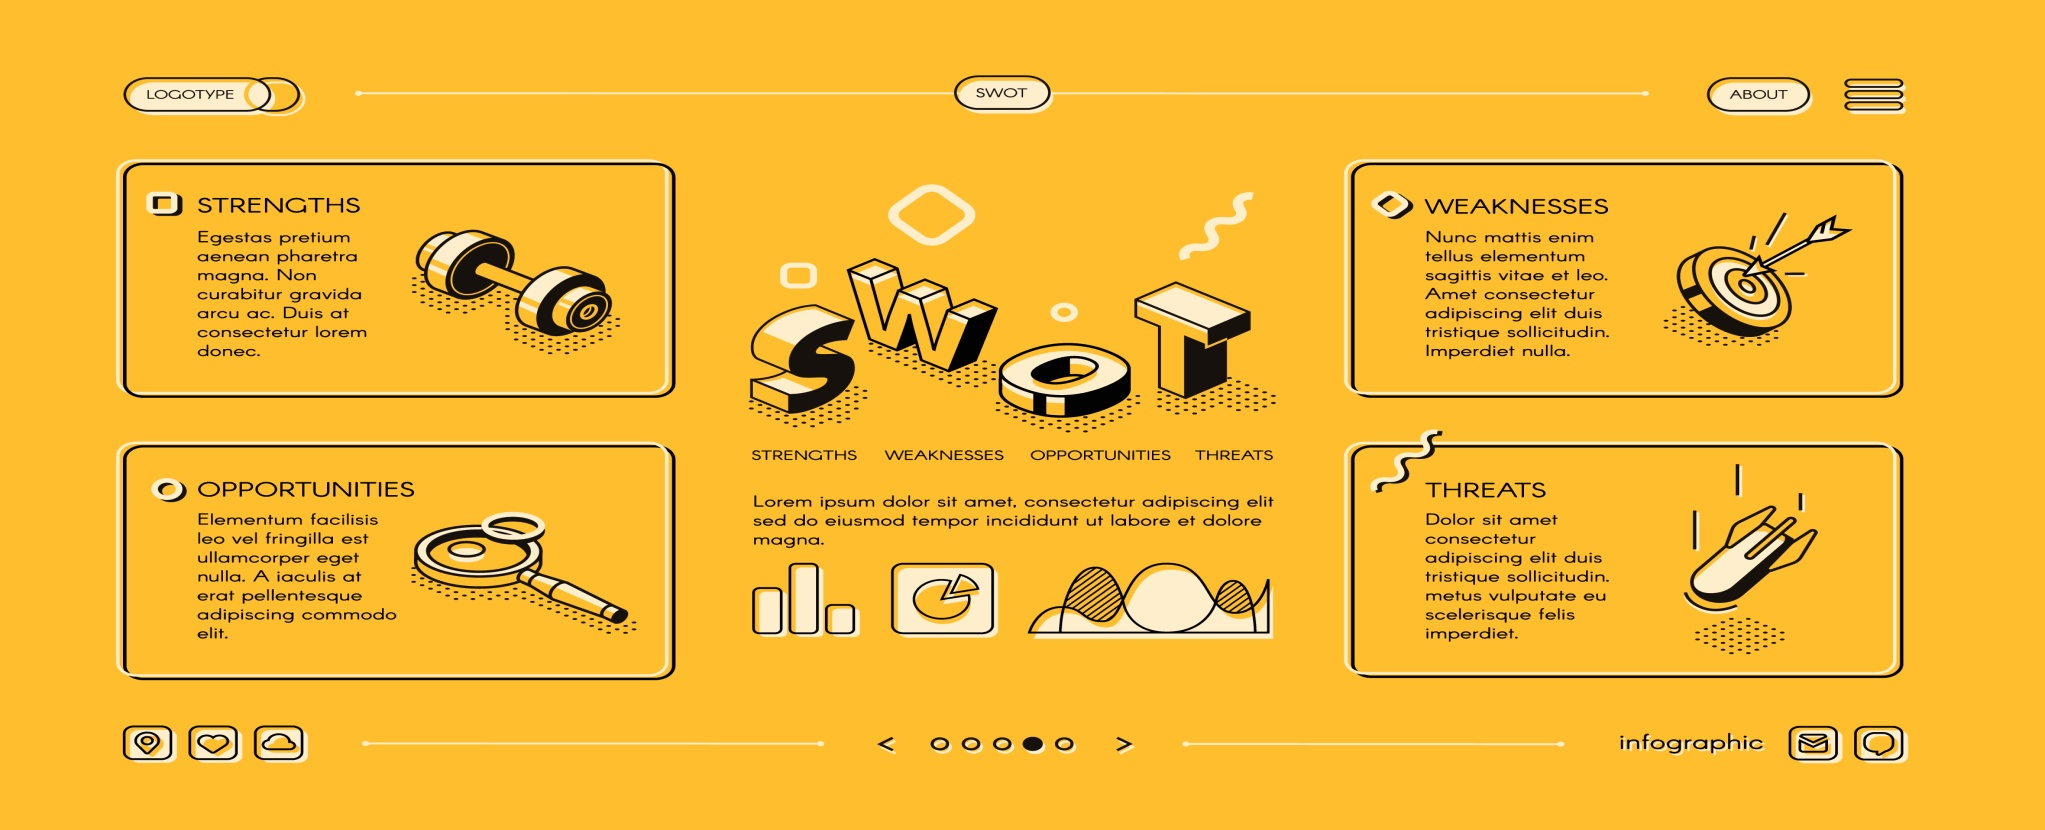 LOGOTYPE
SWOT
ABOUT
STRENGTHS
Egestas pretium
aenean pharetra
magna. Non
curabitur gravida
arcu ac. Duis at
consectetur lorem
donec.
SWOT
STRENGTHS WEAKNESSES OPPORTUNITIES THREATS
Lorem ipsum dolor sit amet, consectetur adipiscing elit
sed do eiusmod tempor incididunt ut labore et dolore
magna.
WEAKNESSES
Nunc mattis enim
tellus elementum
sagittis vitae et leo.
Amet consectetur
adipiscing elit duis
tristique sollicitudin.
Imperdiet nulla.
OPPORTUNITIES
Elementum facilisis
leo vel fringilla est
ullamcorper eget
nulla. A iaculis at
erat pellentesque
adipiscing commodo
elit.
THREATS
Dolor sit amet
consectetur
adipiscing elit duis
tristique sollicitudin.
metus vulputate eu
scelerisque felis
imperdiet.
infographic